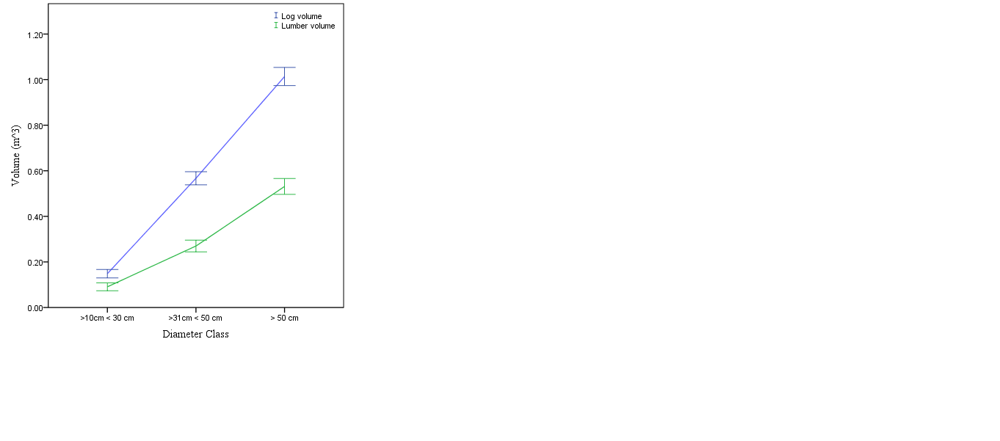 Log volume
Lumber volume
1.20
1.00
0.80
0.60
0.40
0.20
0.00
Volume (m^3)
>10cm < 30 cm
>31cm < 50 cm
> 50 cm
Diameter Class